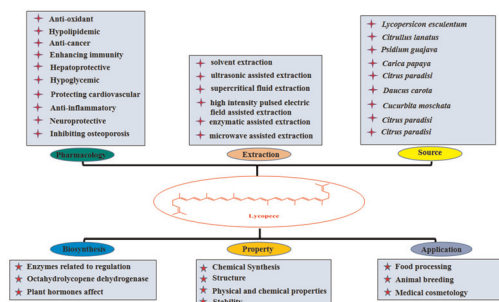 Anti-oxidant
Hypolipidemic
Anti-cancer
Enhancing immunity
Hepatoprotective
Hypoglycemic
Protecting cardiovascular
Anti-inflammatory
Neuroprotective
Inhibiting osteoporosis
Pharmacology
solvent extraction
ultrasonic assisted extraction
supercritical fluid extraction
high intensity pulsed electric
field assisted extraction
enzymatic assisted extraction
microwave assisted extraction
Extraction
Lycopersicon esculentum
Citrullus lanatus
Psidium guajava
Carica papaya
Citrus paradisi
Daucus carota
Cucurbita moschata
Citrus paradisi
Citrus paradisi
Source
Lycopece
Biosynthesis
Enzymes related to regulation
Octahydrolycopene dehydrogenase
Plant hormones affect
Property
Chemical Synthesis
Structure
Physical and chemical properties
Stability
Application
Food processing
Animal breeding
Medical cosmetology